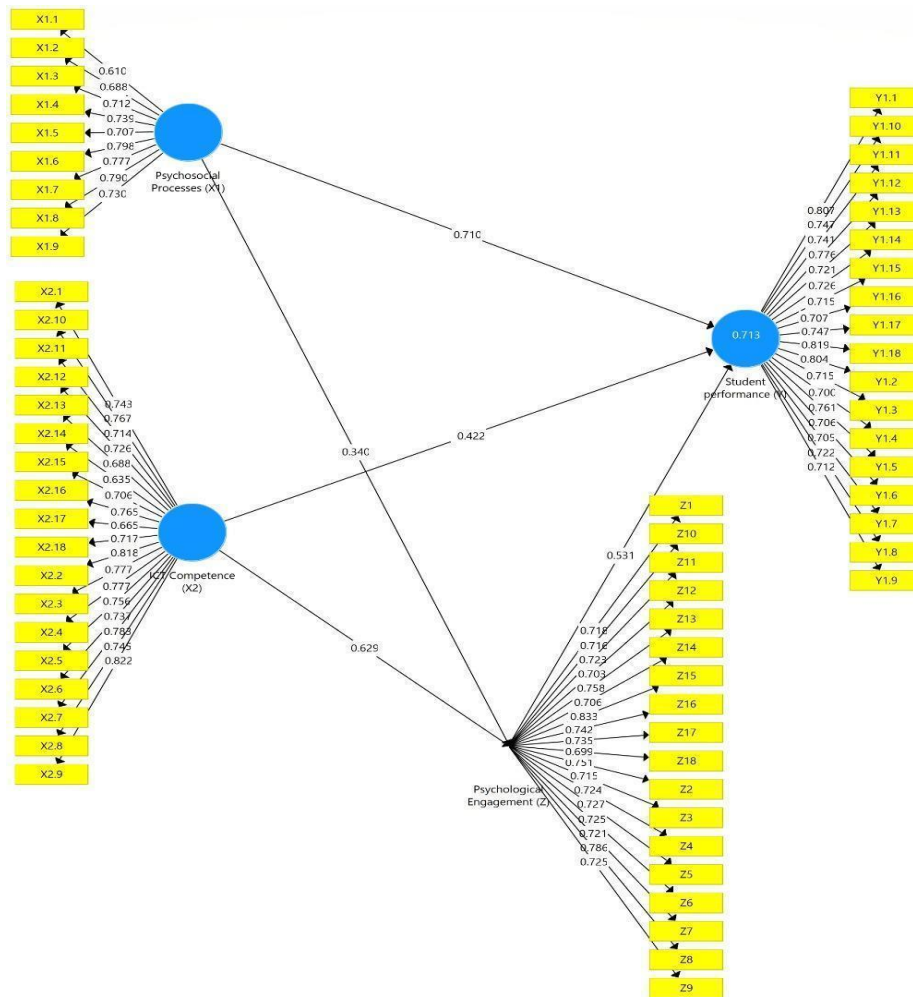 X1.1
X1.2
X1.3
X1.4
X1.5
X1.6
X1.7
X1.8
X1.9
0.610
0.688
0.712
0.739
0.707
0.798
0.777
0.790
0.730
Psychosocial
Processes (X1)
0.710
X2.1
X2.10
X2.11
X2.12
X2.13
X2.14
X2.15
X2.16
X2.17
X2.18
X2.2
X2.3
X2.4
X2.5
X2.6
X2.7
X2.8
X2.9
0.743
0.767
0.714
0.726
0.688
0.635
0.706
0.765
0.665
0.717
0.818
0.777
0.777
0.756
0.737
0.783
0.745
0.822
ICT Competence
(X2)
0.340
0.422
0.629
0.531
0.713
Student
performance (Y)
0.807
0.747
0.741
0.776
0.721
0.726
0.715
0.707
0.747
0.819
0.804
0.715
0.700
0.761
0.706
0.705
0.722
0.712
Y1.1
Y1.10
Y1.11
Y1.12
Y1.13
Y1.14
Y1.15
Y1.16
Y1.17
Y1.18
Y1.2
Y1.3
Y1.4
Y1.5
Y1.6
Y1.7
Y1.8
Y1.9
Psychological
Engagement (Z)
0.718
0.716
0.723
0.703
0.758
0.706
0.833
0.742
0.735
0.699
0.751
0.715
0.724
0.727
0.725
0.721
0.786
0.725
Z1
Z10
Z11
Z12
Z13
Z14
Z15
Z16
Z17
Z18
Z2
Z3
Z4
Z5
Z6
Z7
Z8
Z9